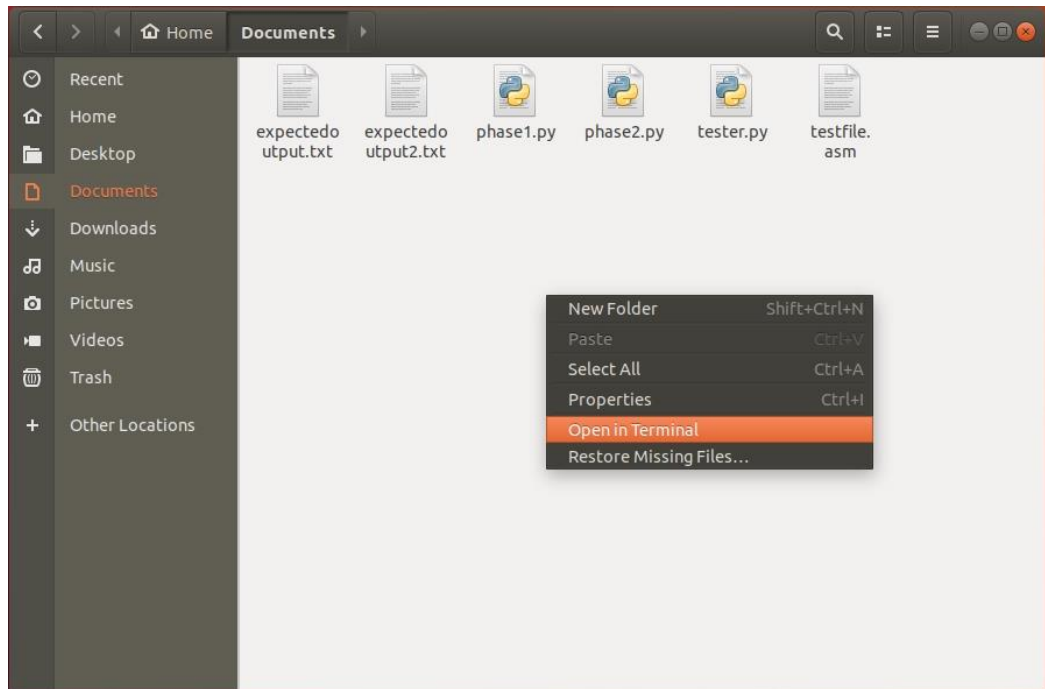 Home Documents
Recent
Home
Desktop
Documents
Downloads
Music
Pictures
Videos
Trash
Other Locations
expectedo
utput.txt
expectedo
utput2.txt
phase1.py
phase2.py
tester.py
testfile.
asm
New Folder Shift+Ctrl+N
Paste Ctrl+V
Select All Ctrl+A
Properties Ctrl+I
Open in Terminal
Restore Missing Files...